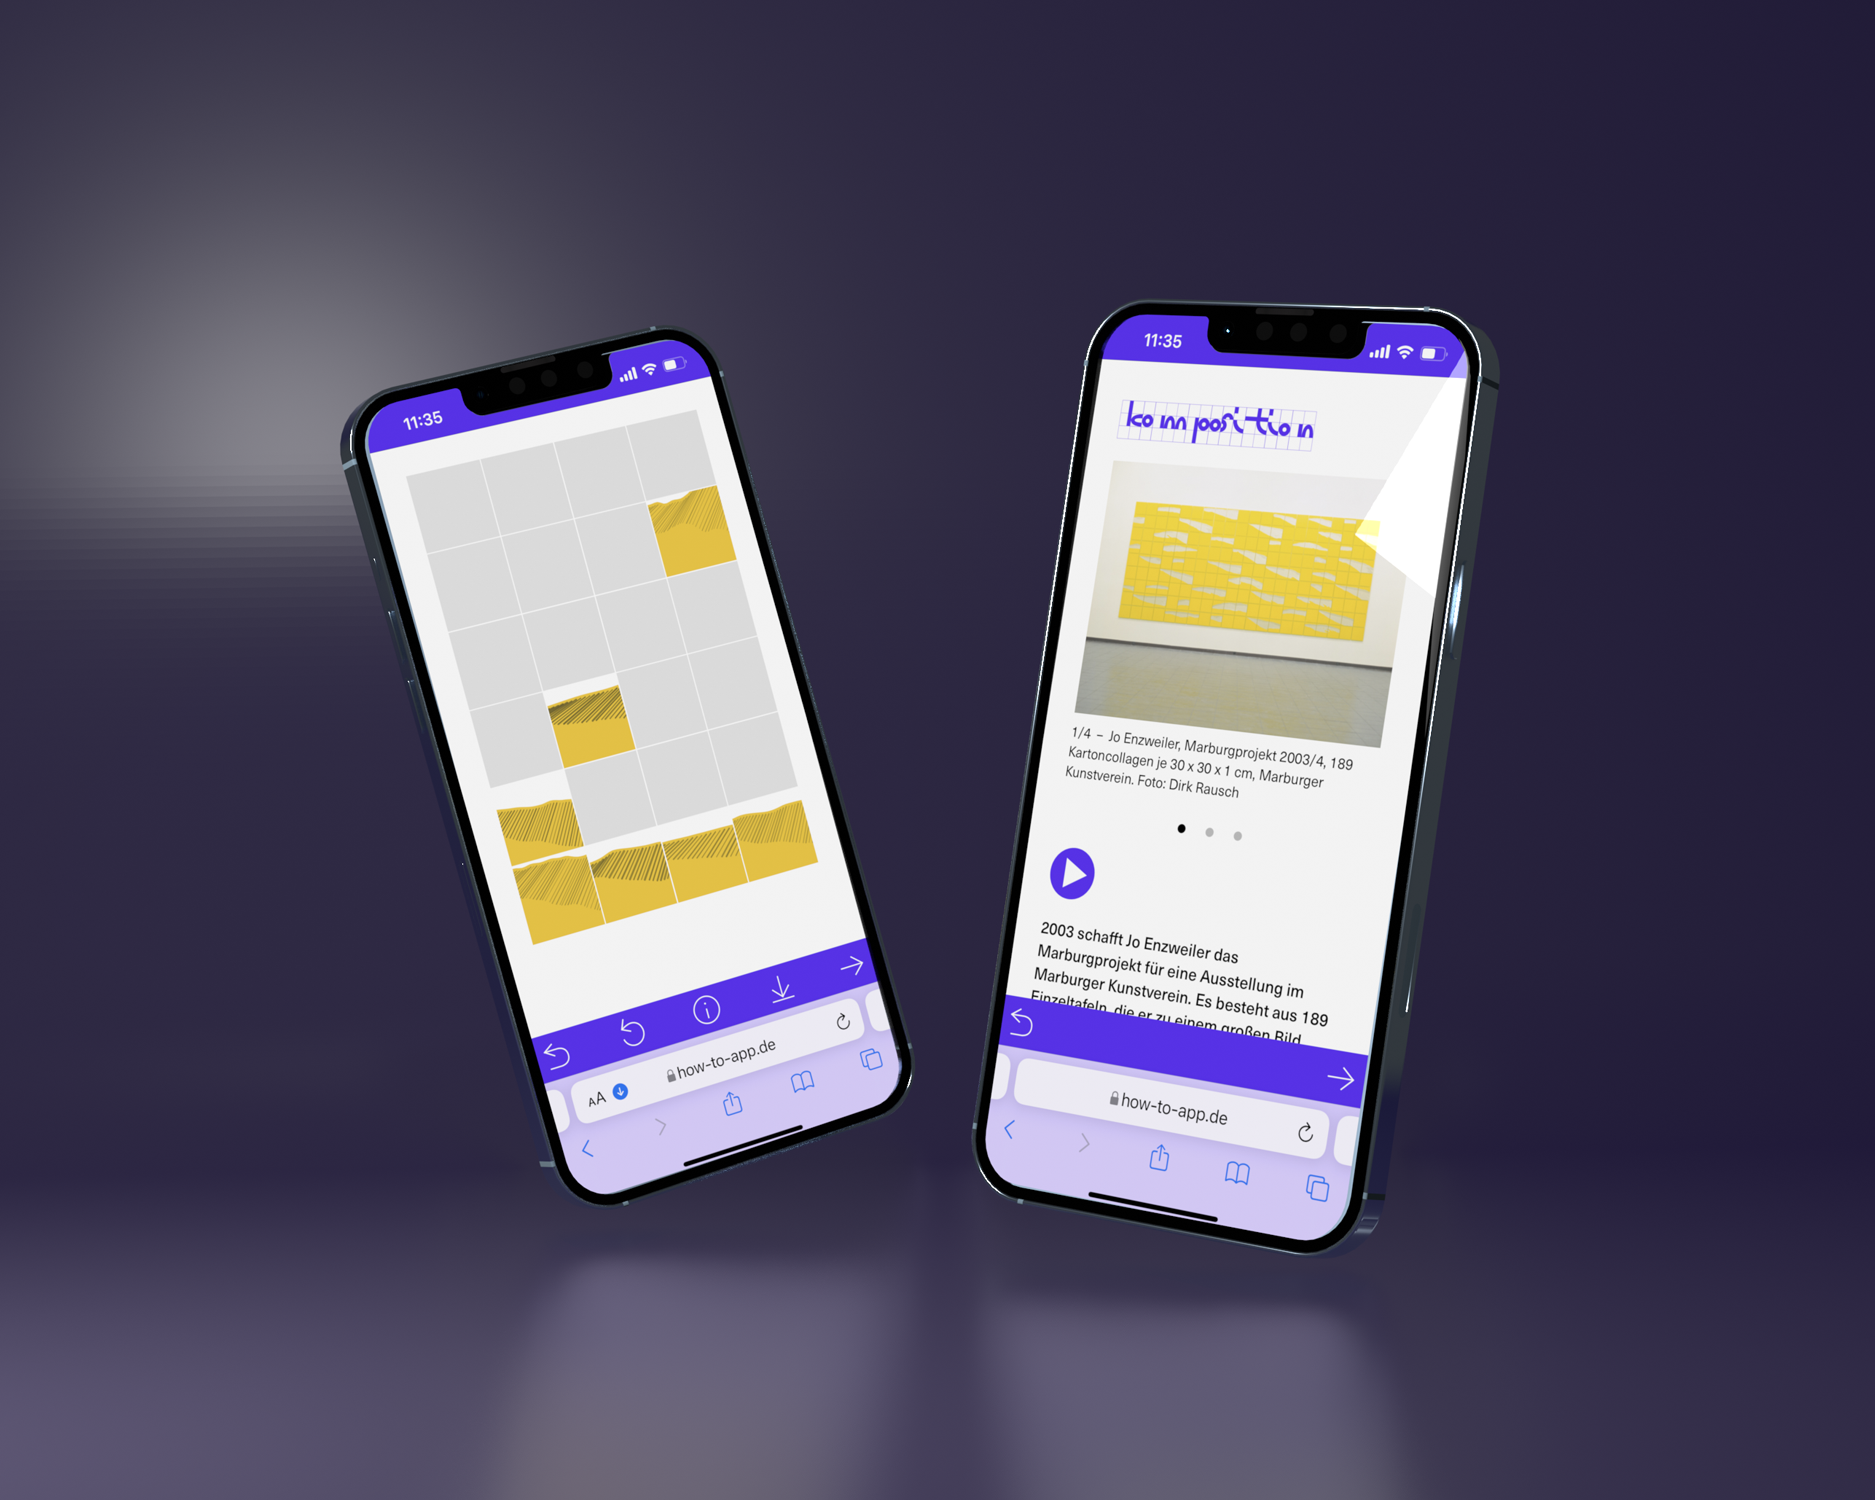 11:35
AA
how-to-app.de
11:35
komposition
1/4 – Jo Enzweiler, Marburgprojekt 2003/4, 189
Kartoncollagen je 30 x 30 x 1 cm, Marburger
Kunstverein. Foto: Dirk Rausch
2003 schafft Jo Enzweiler das
Marburgprojekt für eine Ausstellung im
Marburger Kunstverein. Es besteht aus 189
Einzeltafeln, die er zu einem großen Bild
how-to-app.de